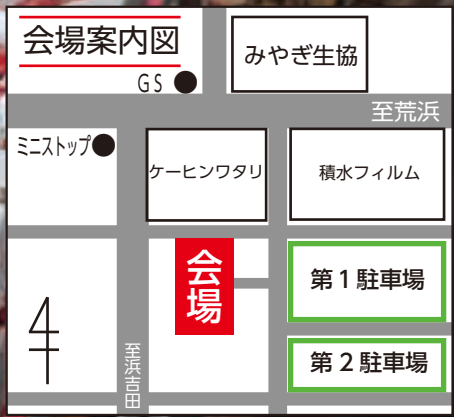 会場案内図
みやぎ生協
GS
至荒浜
ミニストップ
ケーヒンワタリ
積水フィルム
会場
第1駐車場
第2駐車場
至浜吉田